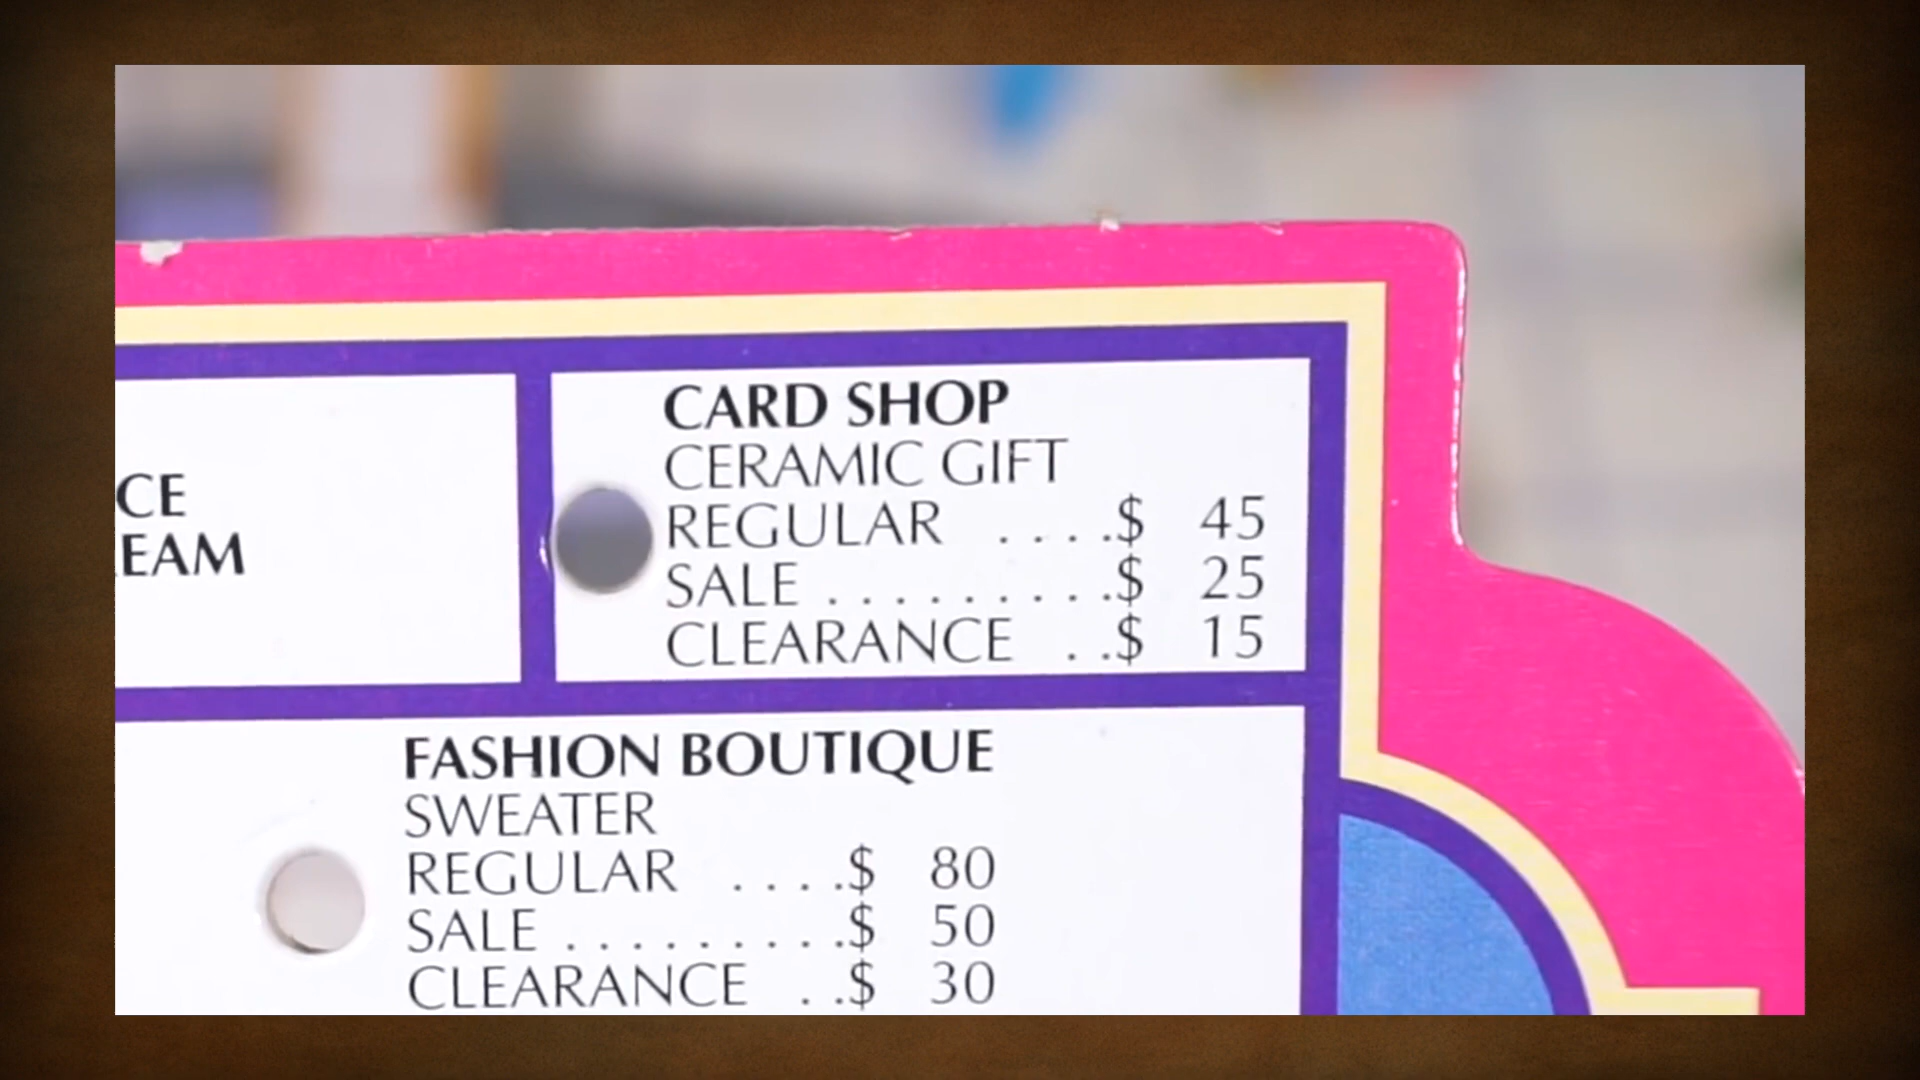 CE
EAM
CARD SHOP
CERAMIC GIFT
REGULAR ....$ 45
SALE .........$ 25
CLEARANCE ..$ 15
FASHION BOUTIQUE
SWEATER
REGULAR ....$ 80
SALE .........$ 50
CLEARANCE ..$ 30